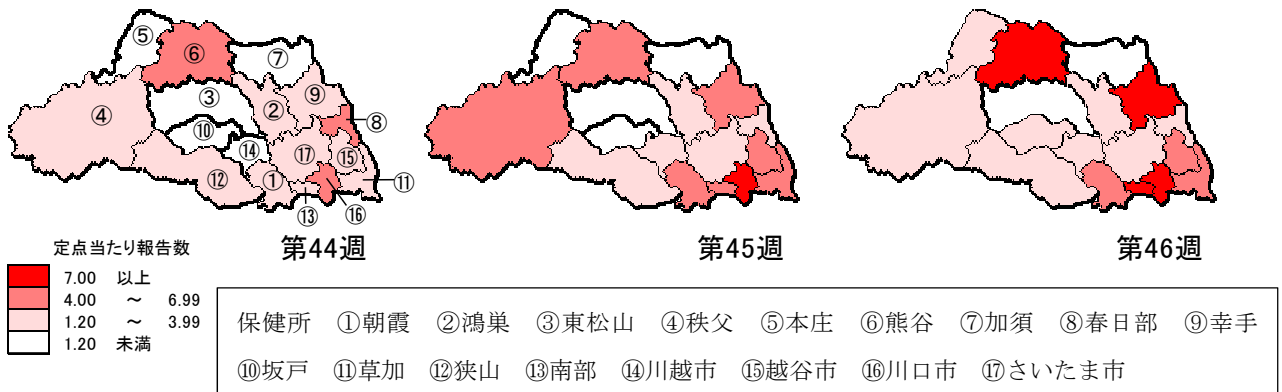 ⑤
⑥
⑦
③
⑨
④
②
⑧
⑩
⑭
⑰
⑮
⑫
①
⑪
⑬
⑯
定点当たり報告数
第44週
第45週
第46週
7.00 以上
4.00 ～ 6.99
1.20 ～ 3.99
1.20 未満
保健所 ①朝霞 ②鴻巣 ③東松山 ④秩父 ⑤本庄 ⑥熊谷 ⑦加須 ⑧春日部 ⑨幸手
⑩坂戸 ⑪草加 ⑫狭山 ⑬南部 ⑭川越市 ⑮越谷市 ⑯川口市 ⑰さいたま市